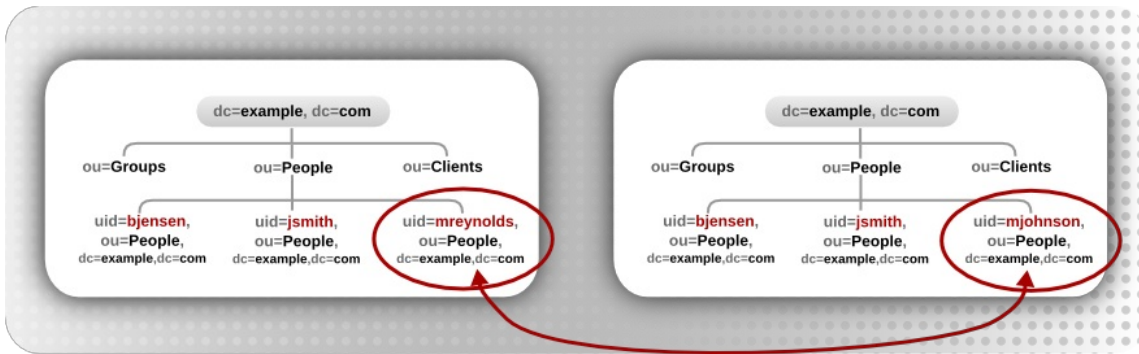 dc=example, dc=com
ou=Groups
ou=People
ou=Clients
uid=bjensen,
ou=People,
dc=example,dc=com
uid=jsmith,
ou=People,
dc=example,dc=com
uid=mreynolds,
ou=People,
dc=example,dc=com
dc=example, dc=com
ou=Groups
ou=People
ou=Clients
uid=bjensen,
ou=People,
dc=example,dc=com
uid=jsmith,
ou=People,
dc=example,dc=com
uid=mjohnson,
ou=People,
dc=example,dc=com